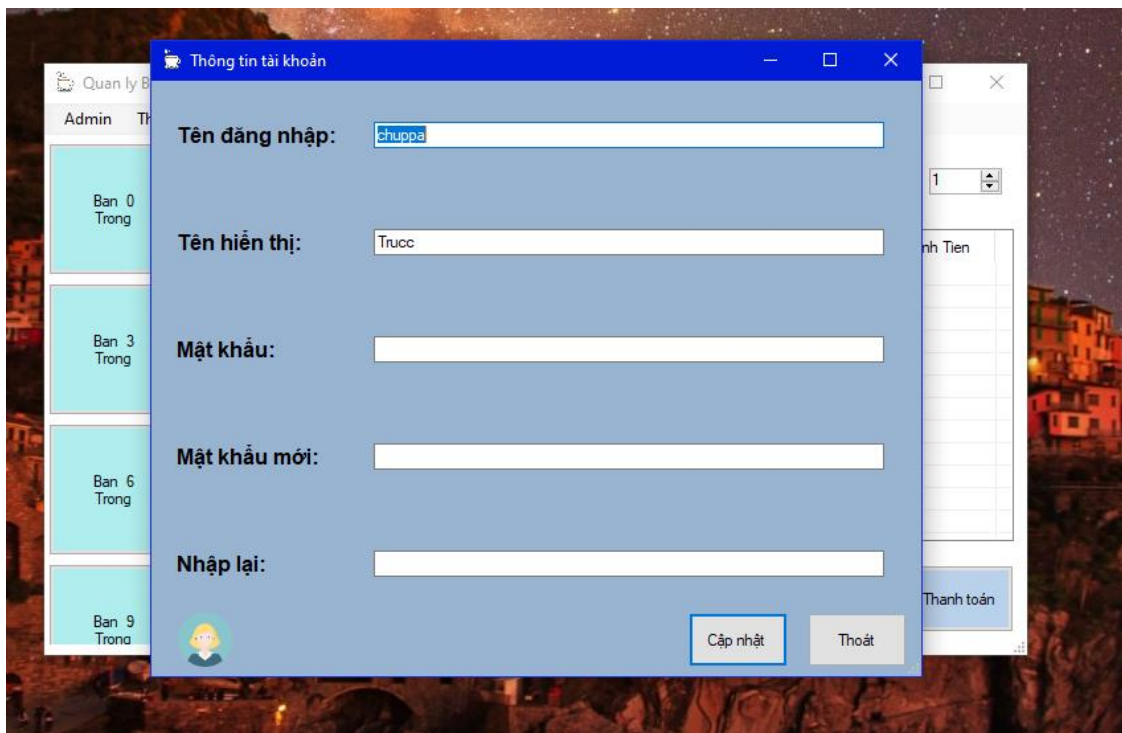 Thông tin tài khoản
Quan ly B
Admin Th
Tên đăng nhập: chuppa
1
Ban 0
Trong
Tên hiển thị: Trucc
nh Tien
Ban 3
Trong
Mật khẩu:
Mật khẩu mới:
Ban 6
Trong
Nhập lại:
Thanh toán
Ban 9
Trong
Cập nhật
Thoát